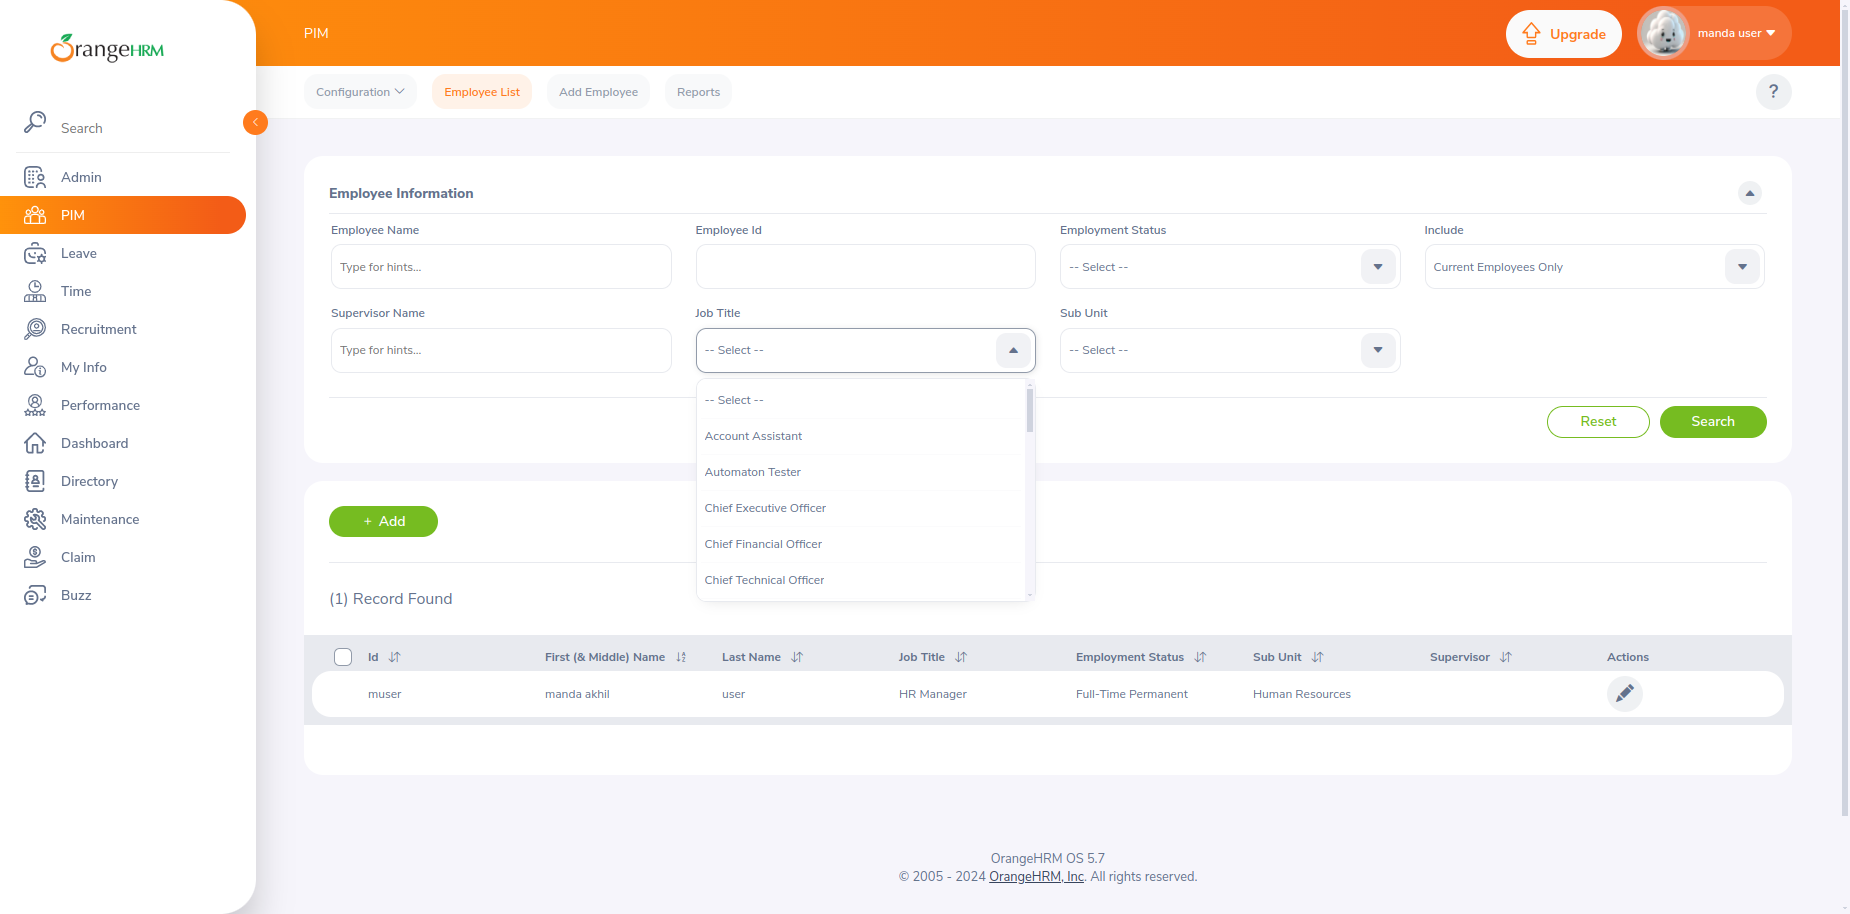 OrangeHRM
PIM
Upgrade
manda user
Configuration
Employee List
Add Employee
Reports
?
Search
Admin
PIM
Leave
Time
Recruitment
My Info
Performance
Dashboard
Directory
Maintenance
Claim
Buzz
Employee Information
Employee Name
Employee Id
Employment Status
Include
Type for hints...
-- Select --
Current Employees Only
Supervisor Name
Job Title
Sub Unit
Type for hints...
-- Select --
-- Select --
-- Select --
Account Assistant
Automaton Tester
Chief Executive Officer
Chief Financial Officer
Chief Technical Officer
Reset
Search
+ Add
(1) Record Found
Id
First (& Middle) Name
Last Name
Job Title
Employment Status
Sub Unit
Supervisor
Actions
muser
manda akhil
user
HR Manager
Full-Time Permanent
Human Resources
OrangeHRM OS 5.7
© 2005 - 2024 OrangeHRM, Inc. All rights reserved.